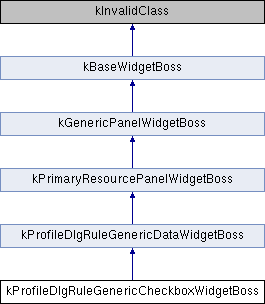 kInvalidClass
kBaseWidgetBoss
kGenericPanelWidgetBoss
kPrimaryResourcePanelWidgetBoss
kProfileDlgRuleGenericDataWidgetBoss
kProfileDlgRuleGenericCheckboxWidgetBoss